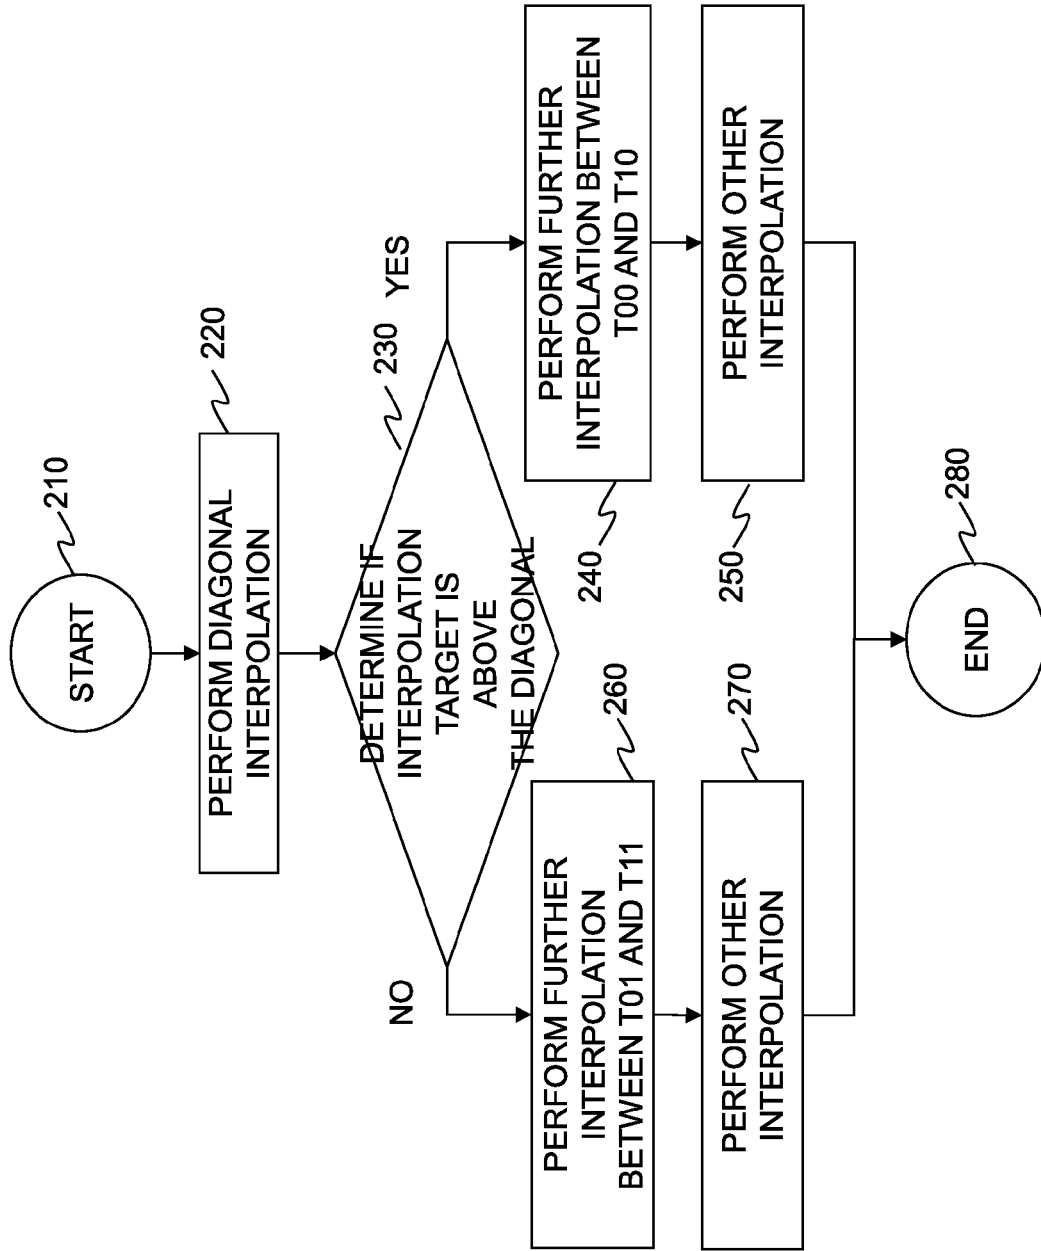 START
210
PERFORM DIAGONAL
INTERPOLATION
220
DETERMINE IF
INTERPOLATION
TARGET IS
ABOVE
THE DIAGONAL
230
NO
YES
PERFORM FURTHER
INTERPOLATION
BETWEEN T01 AND T11
260
PERFORM OTHER
INTERPOLATION
270
PERFORM FURTHER
INTERPOLATION BETWEEN
T00 AND T10
240
PERFORM OTHER
INTERPOLATION
250
END
280